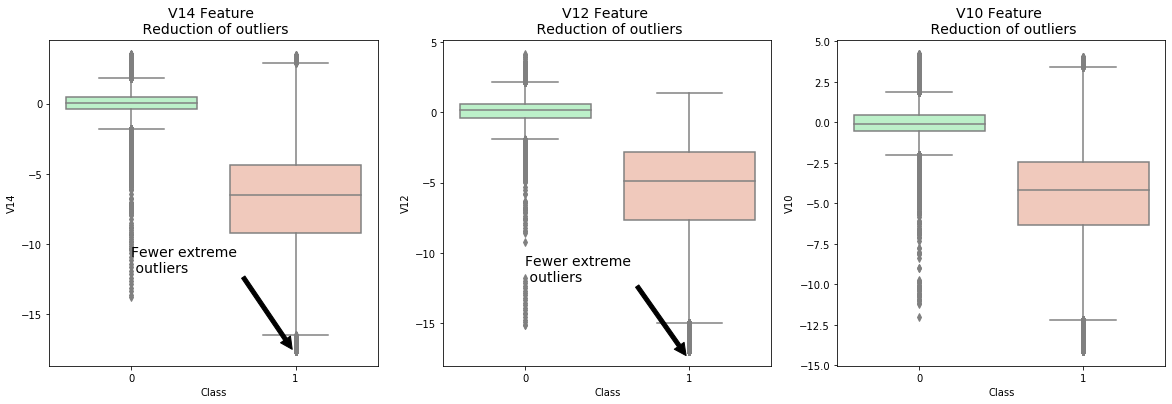 V14 Feature
Reduction of outliers
V14
0
−5
−10
−15
Fewer extreme
outliers
0
1
Class
V12 Feature
Reduction of outliers
V12
5
0
−5
−10
−15
Fewer extreme
outliers
0
1
Class
V10 Feature
Reduction of outliers
V10
5.0
2.5
0.0
−2.5
−5.0
−7.5
−10.0
−12.5
−15.0
0
1
Class